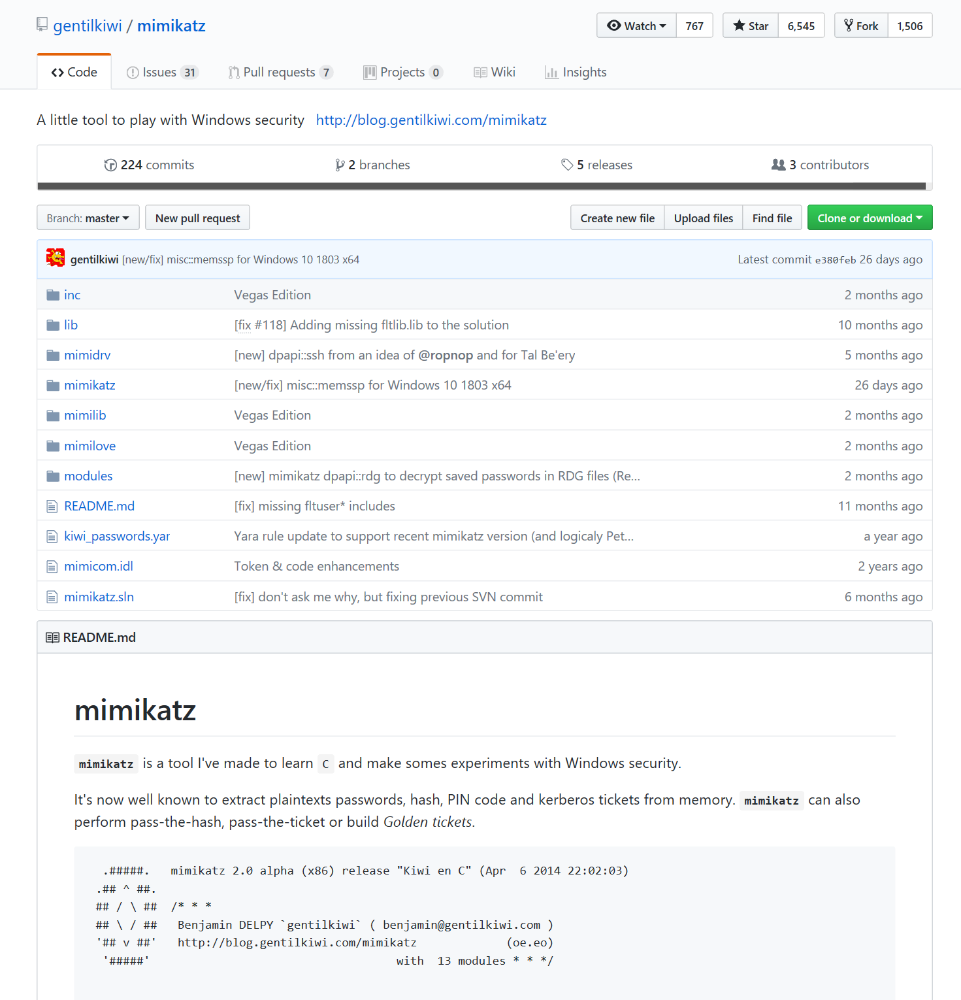 gentilkiwi / mimikatz
Watch 767 Star 6,545 Fork 1,506
Code Issues 31 Pull requests 7 Projects 0 Wiki Insights
A little tool to play with Windows security http://blog.gentilkiwi.com/mimikatz
224 commits 2 branches 5 releases 3 contributors
Branch: master New pull request Create new file Upload files Find file Clone or download
gentilkiwi [new/fix] misc::memssp for Windows 10 1803 x64 Latest commit e380feb 26 days ago
inc Vegas Edition 2 months ago
lib [fix #118] Adding missing fltlib.lib to the solution 10 months ago
mimidrv [new] dpapi::ssh from an idea of @ropnop and for Tal Be'ery 5 months ago
mimikatz [new/fix] misc::memssp for Windows 10 1803 x64 26 days ago
mimilib Vegas Edition 2 months ago
mimilove Vegas Edition 2 months ago
modules [new] mimikatz dpapi::rdg to decrypt saved passwords in RDG files (Re... 2 months ago
README.md [fix] missing fltuser* includes 11 months ago
kiwi_passwords.yar Yara rule update to support recent mimikatz version (and logicaly Pet... a year ago
mimicom.idl Token & code enhancements 2 years ago
mimikatz.sln [fix] don't ask me why, but fixing previous SVN commit 6 months ago
README.md
mimikatz
mimikatz is a tool I've made to learn C and make somes experiments with Windows security.
It's now well known to extract plaintexts passwords, hash, PIN code and kerberos tickets from memory. mimikatz can also
perform pass-the-hash, pass-the-ticket or build Golden tickets.
.#####.   mimikatz 2.0 alpha (x86) release "Kiwi en C" (Apr  6 2014 22:02:03)
.## ^ ##.
## / \ ##  /* * *
## \ / ##   Benjamin DELPY `gentilkiwi` ( benjamin@gentilkiwi.com )
'## v ##'   http://blog.gentilkiwi.com/mimikatz             (oe.eo)
'#####'                                    with  13 modules * * */